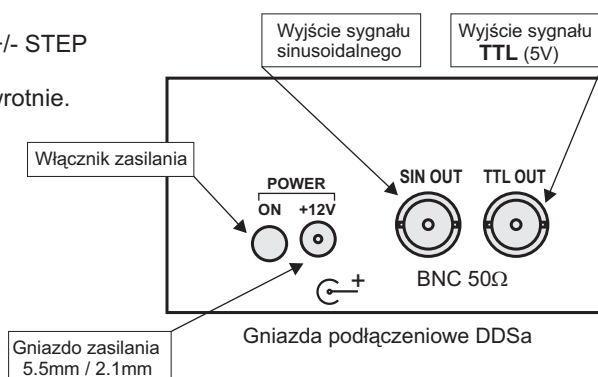 /- STEP
wrotnie.
Wyjście sygnału
sinusoidalnego
Wyjście sygnału
TTL (5V)
Włącznik zasilania
POWER
ON +12V
SIN OUT TTL OUT
+
BNC 50Ω
Gniazdo zasilania
5.5mm / 2.1mm
Gniazda podłączeniowe DDSa